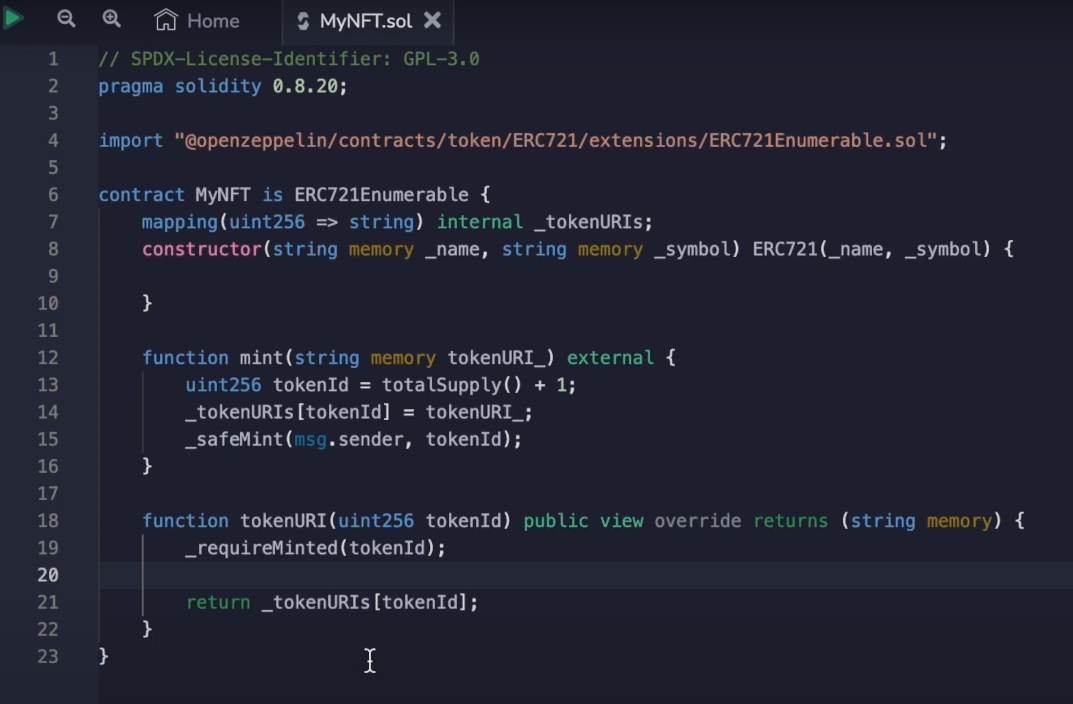 Home MyNFT.sol
1 // SPDX-License-Identifier: GPL-3.0
2 pragma solidity 0.8.20;
3
4 import "@openzeppelin/contracts/token/ERC721/extensions/ERC721Enumerable.sol";
5
6 contract MyNFT is ERC721Enumerable {
7     mapping(uint256 => string) internal _tokenURIs;
8     constructor(string memory _name, string memory _symbol) ERC721(_name, _symbol) {
9
10     }
11
12     function mint(string memory tokenURI_) external {
13         uint256 tokenId = totalSupply() + 1;
14         _tokenURIs[tokenId] = tokenURI_;
15         _safeMint(msg.sender, tokenId);
16     }
17
18     function tokenURI(uint256 tokenId) public view override returns (string memory) {
19         _requireMinted(tokenId);
20
21         return _tokenURIs[tokenId];
22     }
23 }